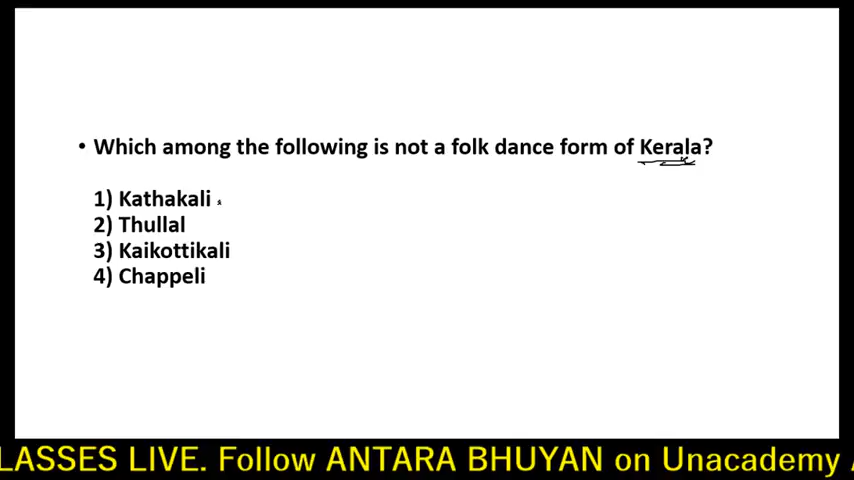 • Which among the following is not a folk dance form of Kerala?
1) Kathakali
2) Thullal
3) Kaikottikali
4) Chappeli
LASSES LIVE. Follow ANTARA BHUYAN on Unacademy